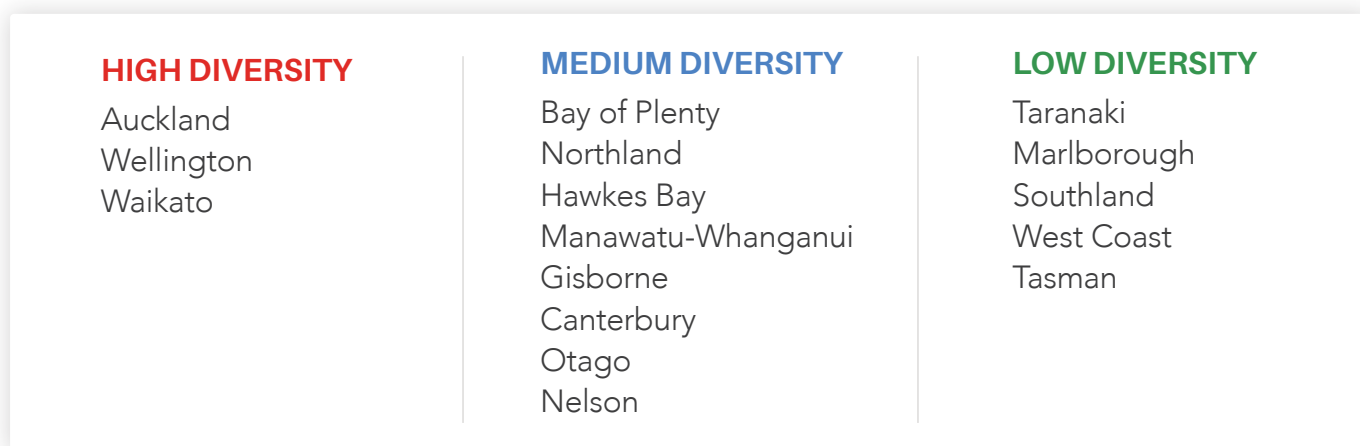 HIGH DIVERSITY
Auckland
Wellington
Waikato
MEDIUM DIVERSITY
Bay of Plenty
Northland
Hawkes Bay
Manawatu-Whanganui
Gisborne
Canterbury
Otago
Nelson
LOW DIVERSITY
Taranaki
Marlborough
Southland
West Coast
Tasman